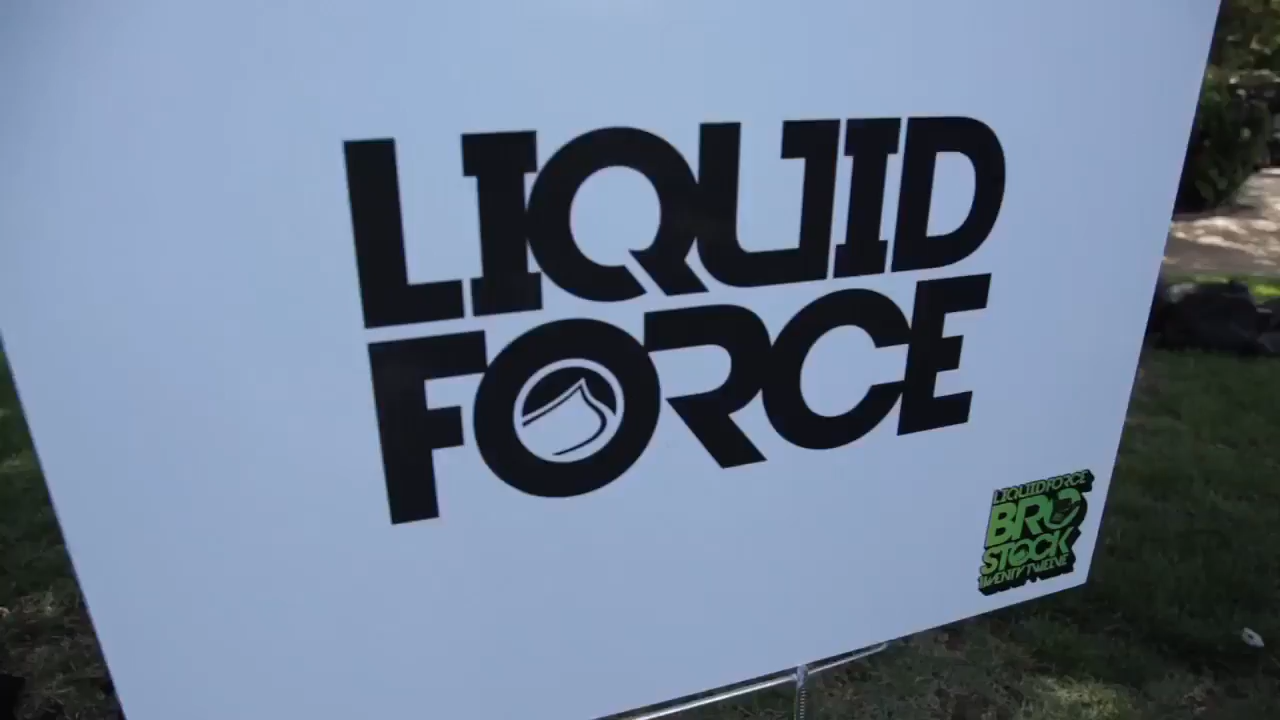 LIQUID
FORCE
LIQUIDFORCE
BRO
STOCK
TWENTYTWELVE